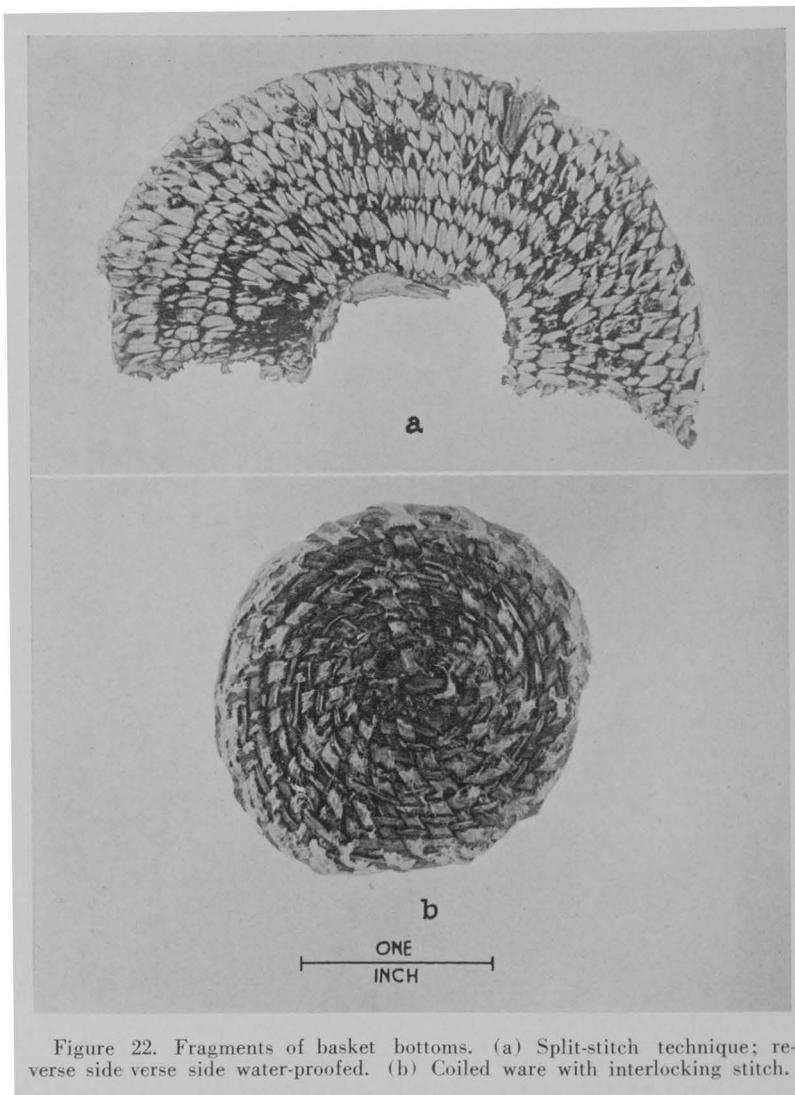 a
b
ONE
INCH
Figure 22. Fragments of basket bottoms. (a) Split-stitch technique; re-
verse side verse side water-proofed. (b) Coiled ware with interlocking stitch.